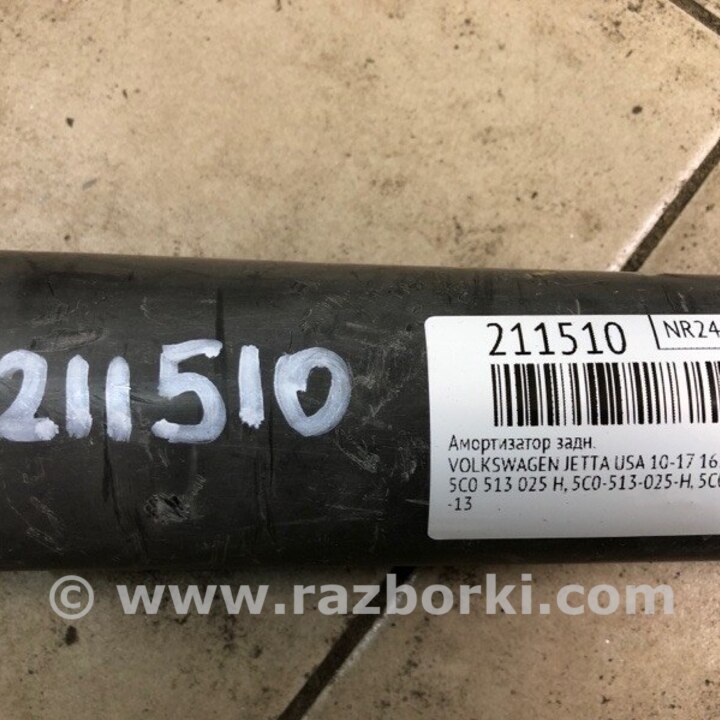 211510
211510
NR24
Амортизатор задн.
VOLKSWAGEN JETTA USA 10-17 16
5C0 513 025 H, 5C0-513-025-H, 5C6
-13
© www.razborki.com